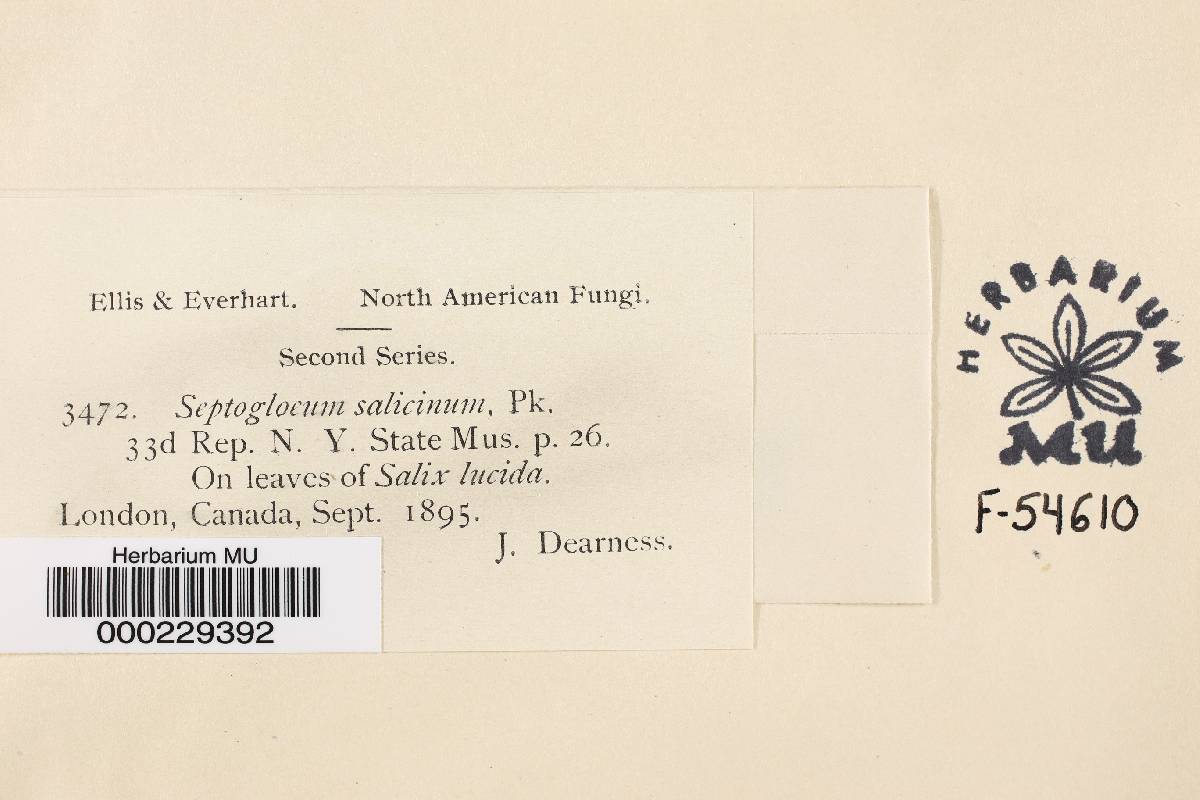 Ellis & Everhart. North American Fungi.
Second Series.
3472. Septogloeum salicinum, Pk.
33d Rep. N. Y. State Mus. p. 26.
On leaves of Salix lucida.
London, Canada, Sept. 1895.
J. Dearness.
Herbarium MU
000229392
HERBARIUM
MU
F-54610